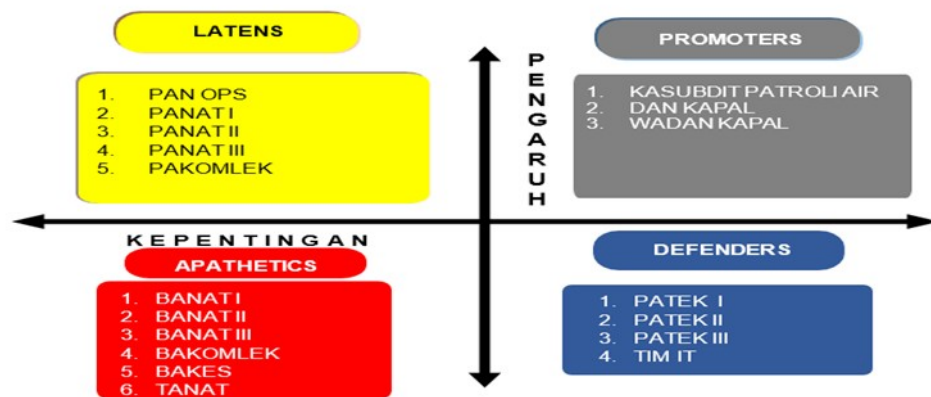 LATENS
1. PAN OPS
2. PANAT I
3. PANAT II
4. PANAT III
5. PAKOMLEK
PENGARUH
PROMOTERS
1. KASUBDIT PATROLI AIR
2. DAN KAPAL
3. WADAN KAPAL
KEPENTINGAN
APATHETICS
1. BANAT I
2. BANAT II
3. BANAT III
4. BAKOMLEK
5. BAKES
6. TANAT
DEFENDERS
1. PATEK I
2. PATEK II
3. PATEK III
4. TIM IT